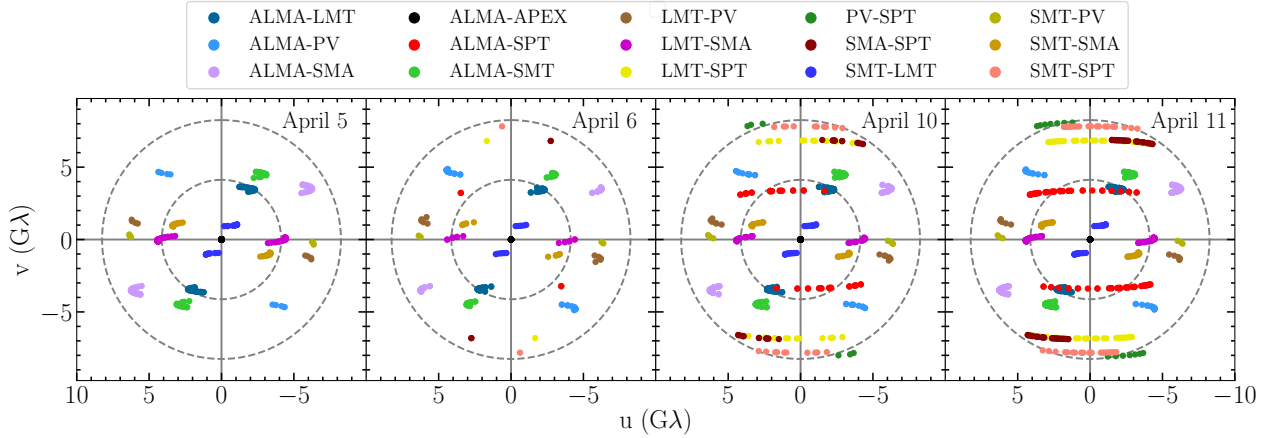 ALMA-LMT ALMA-APEX LMT-PV PV-SPT SMT-PV
ALMA-PV ALMA-SPT LMT-SMA SMA-SPT SMT-SMA
ALMA-SMA ALMA-SMT LMT-SPT SMT-LMT SMT-SPT
April 5 April 6 April 10 April 11
5
0
−5
v (Gλ)
10 5 0 −5 5 0 −5 5 0 −5 5 0 −5 −10
u (Gλ)